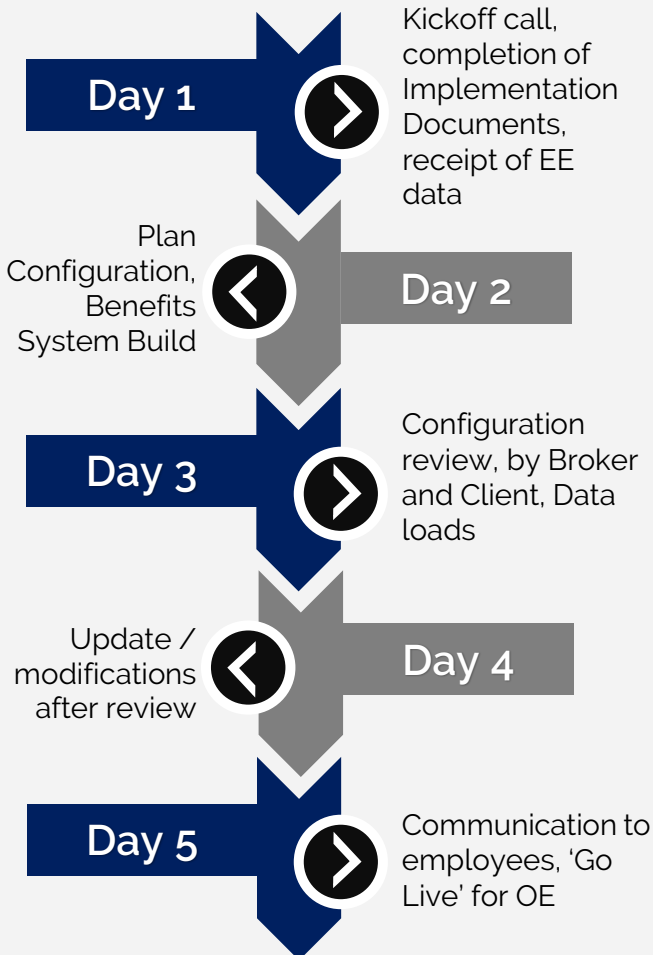 Day 1
Kickoff call,
completion of
Implementation
Documents,
receipt of EE
data
Day 2
Plan
Configuration,
Benefits
System Build
Day 3
Configuration
review, by Broker
and Client, Data
loads
Day 4
Update /
modifications
after review
Day 5
Communication to
employees, ‘Go
Live’ for OE